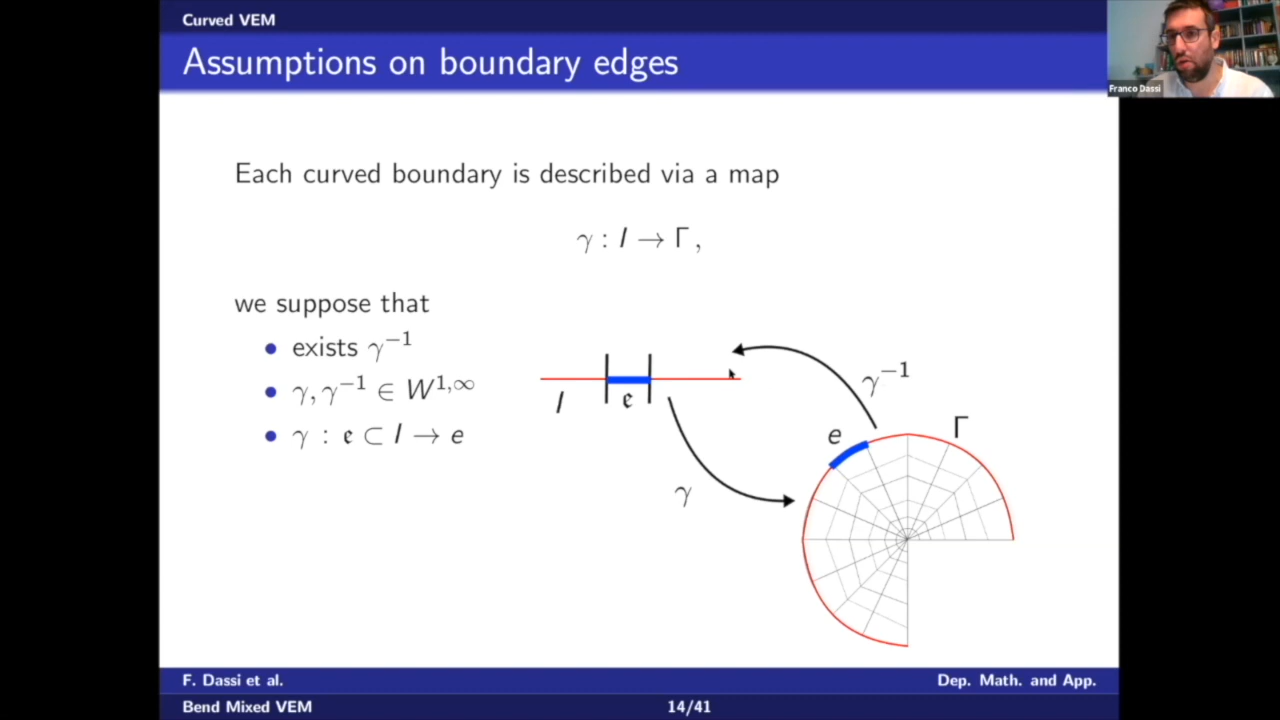 Curved VEM
Assumptions on boundary edges
Franco Dassi
Each curved boundary is described via a map
γ : I → Γ ,
we suppose that
• exists γ⁻¹
• γ, γ⁻¹ ∈ W¹,∞
• γ : 𝔢 ⊂ I → e
I
𝔢
γ
γ⁻¹
e
Γ
F. Dassi et al.
Dep. Math. and App.
Bend Mixed VEM
14/41